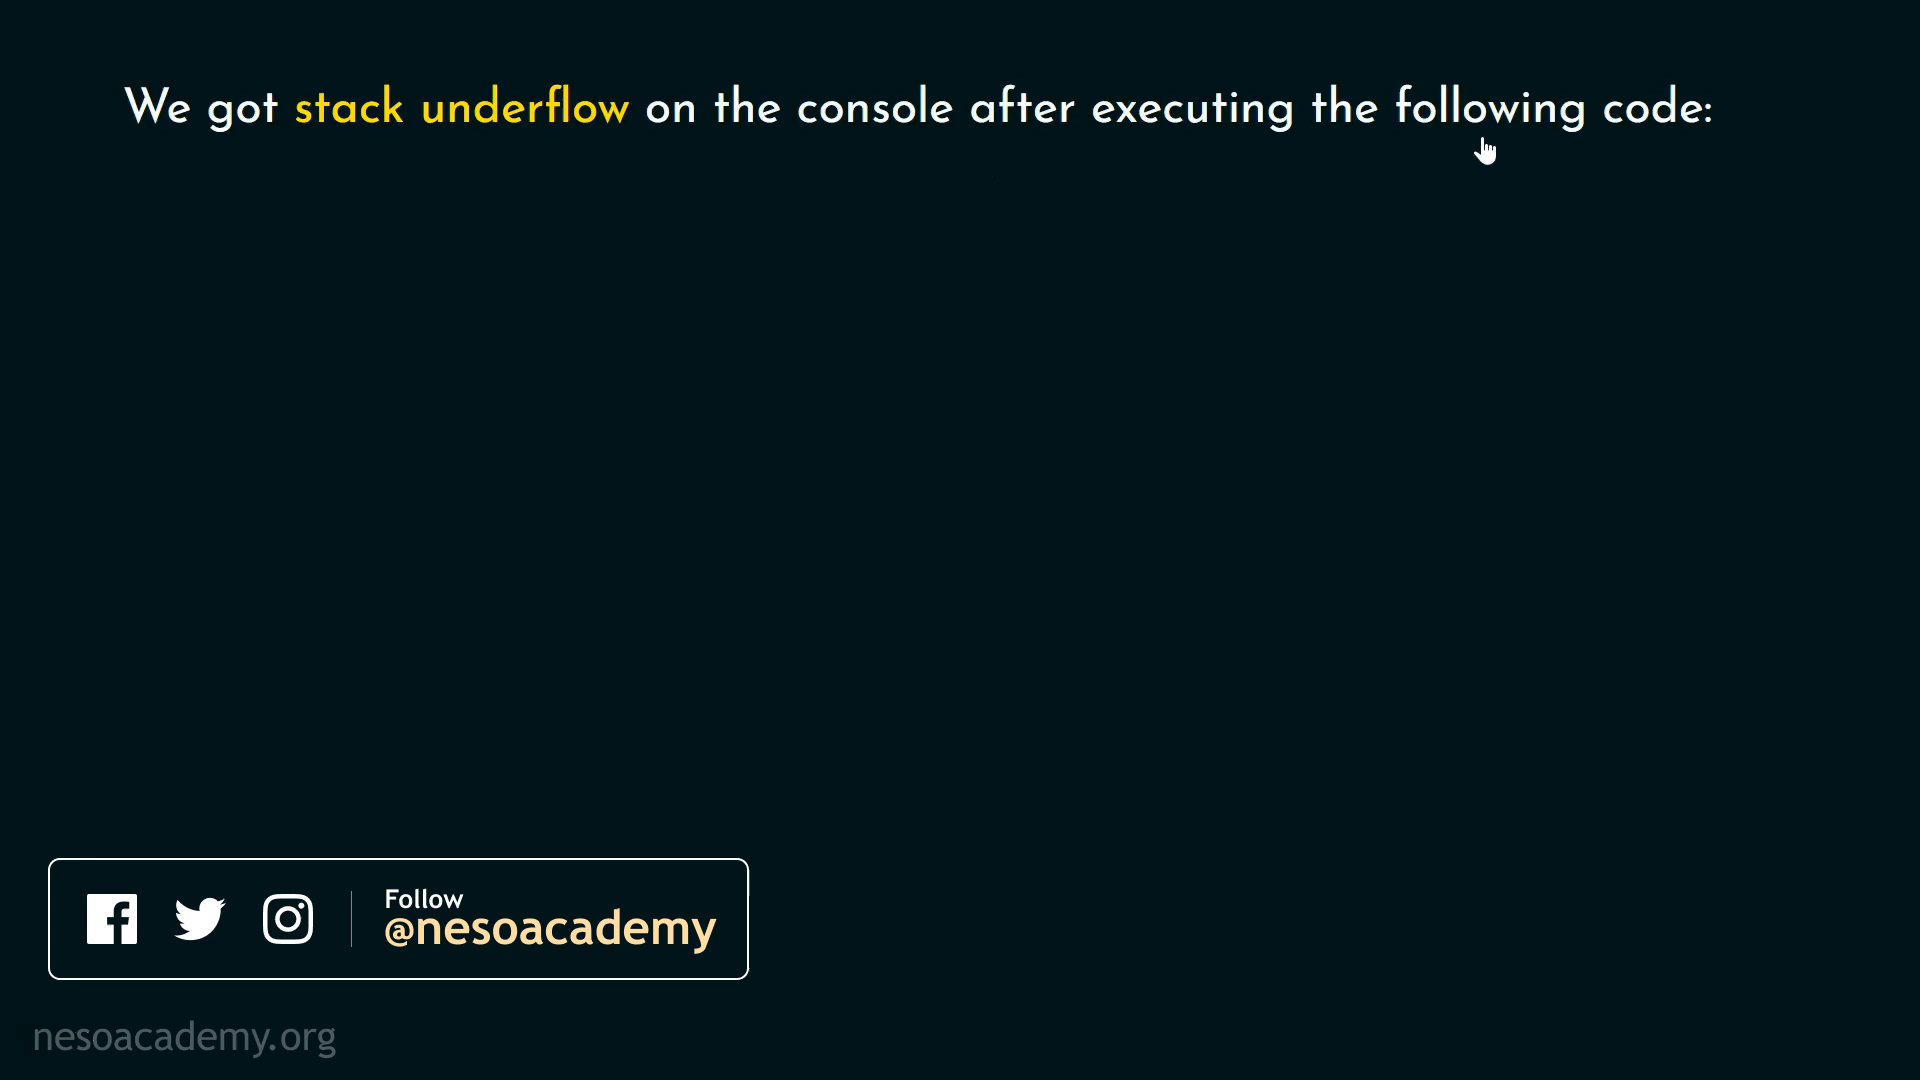 We got stack underflow on the console after executing the following code:
Follow
@nesoacademy
nesoacademy.org